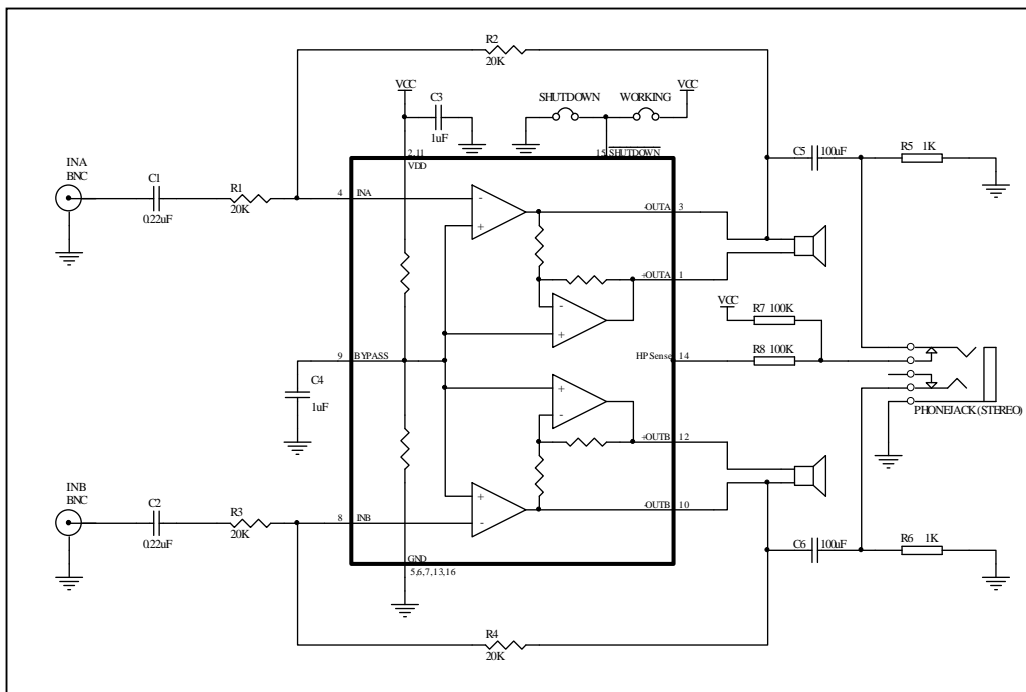 R2
20K
VCC
C3
1uF
SHUTDOWN
WORKING
VCC
2,11
VDD
15
SHUTDOWN
C5
100uF
R5 1K
INA
BNC
C1
0.22uF
R1
20K
4
INA
-
+
-OUTA
3
+OUTA
1
-
+
VCC
R7 100K
R8 100K
HP Sense
14
9
BYPASS
C4
1uF
+
-
PHONEJACK (STEREO)
+OUTB
12
INB
BNC
C2
0.22uF
R3
20K
8
INB
+
-
-OUTB
10
C6
100uF
R6 1K
GND
5,6,7,13,16
R4
20K